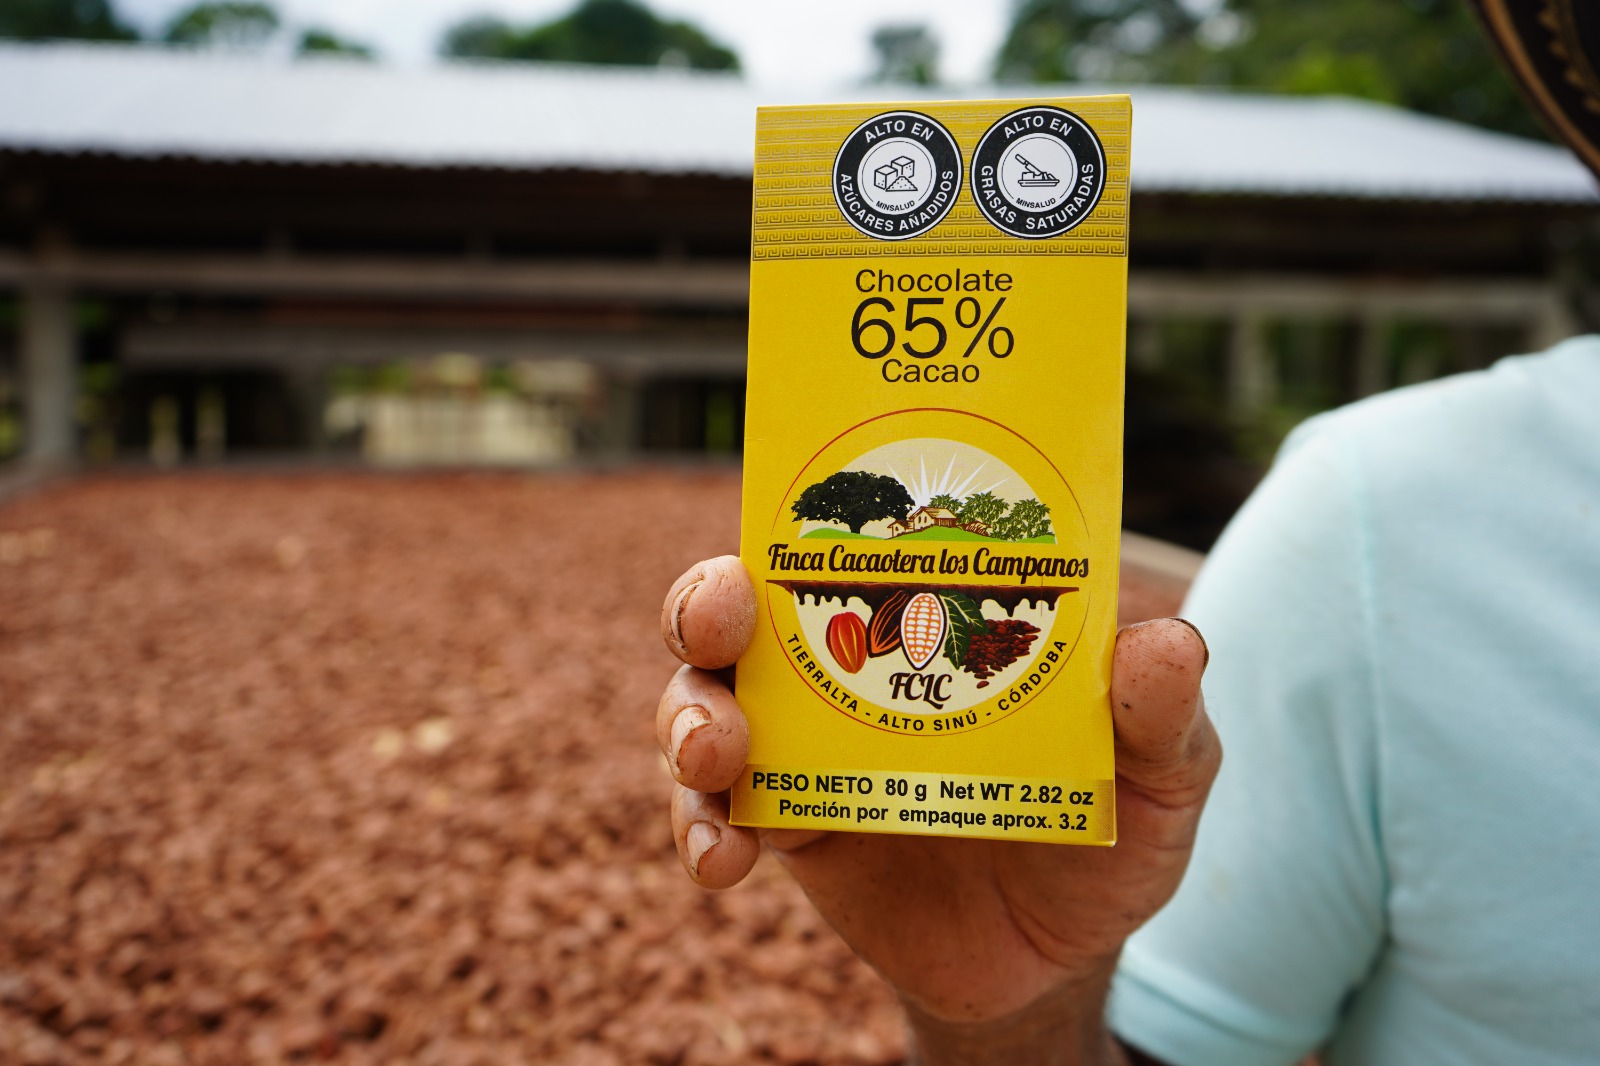 ALTO EN
AZÚCARES AÑADIDOS
MINSALUD
ALTO EN
GRASAS SATURADAS
MINSALUD
Chocolate
65%
Cacao
Finca Cacaotera los Campanos
FCLC
TIERRALTA - ALTO SINÚ - CÓRDOBA
PESO NETO 80 g Net WT 2.82 oz
Porción por empaque aprox. 3.2